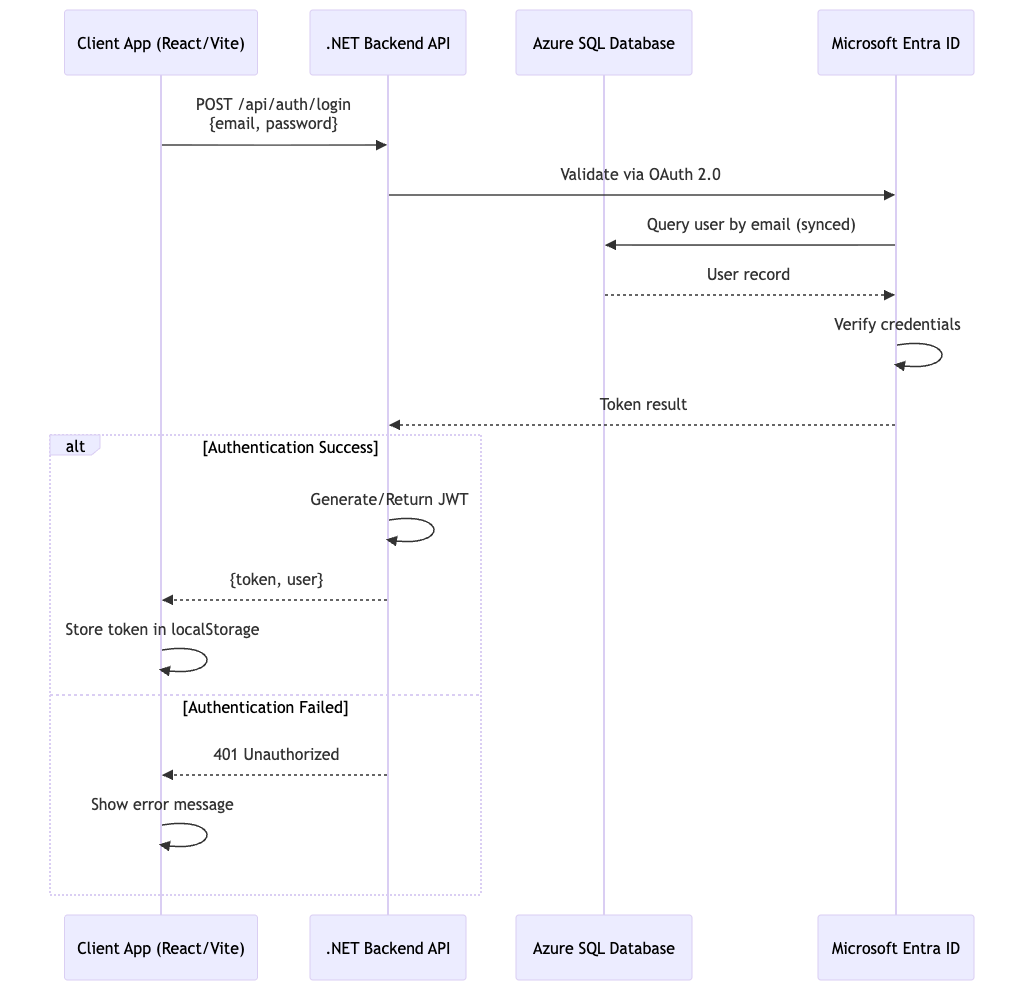 Client App (React/Vite)
.NET Backend API
Azure SQL Database
Microsoft Entra ID
POST /api/auth/login
{email, password}
Validate via OAuth 2.0
Query user by email (synced)
User record
Verify credentials
Token result
alt
[Authentication Success]
Generate/Return JWT
{token, user}
Store token in localStorage
[Authentication Failed]
401 Unauthorized
Show error message
Client App (React/Vite)
.NET Backend API
Azure SQL Database
Microsoft Entra ID